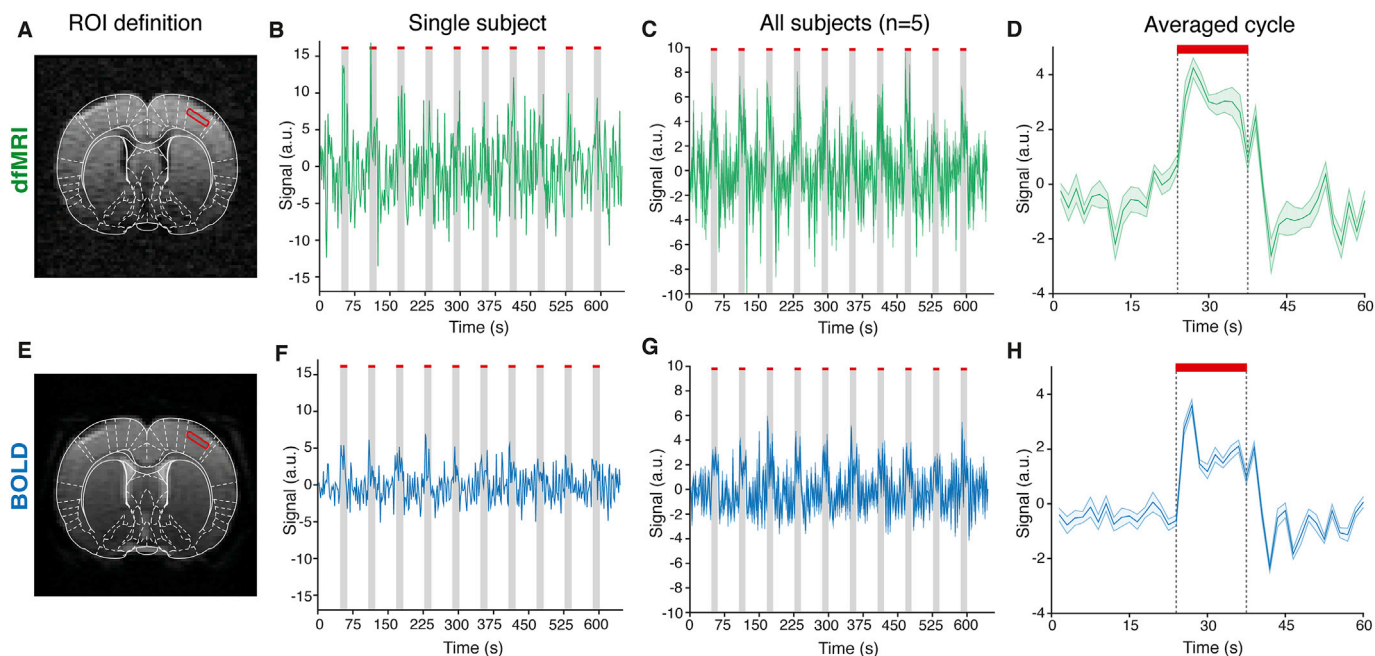 A ROI definition
B Single subject
C All subjects (n=5)
D Averaged cycle
dfMRI
Signal (a.u.)
15
10
5
0
-5
-10
-15
0 75 150 225 300 375 450 525 600
Time (s)
Signal (a.u.)
10
8
6
4
2
0
-2
-4
-6
-8
-10
0 75 150 225 300 375 450 525 600
Time (s)
Signal (a.u.)
4
2
0
-2
-4
0 15 30 45 60
Time (s)
E
F
G
H
BOLD
Signal (a.u.)
15
10
5
0
-5
-10
-15
0 75 150 225 300 375 450 525 600
Time (s)
Signal (a.u.)
10
8
6
4
2
0
-2
-4
-6
-8
-10
0 75 150 225 300 375 450 525 600
Time (s)
Signal (a.u.)
4
2
0
-2
-4
0 15 30 45 60
Time (s)